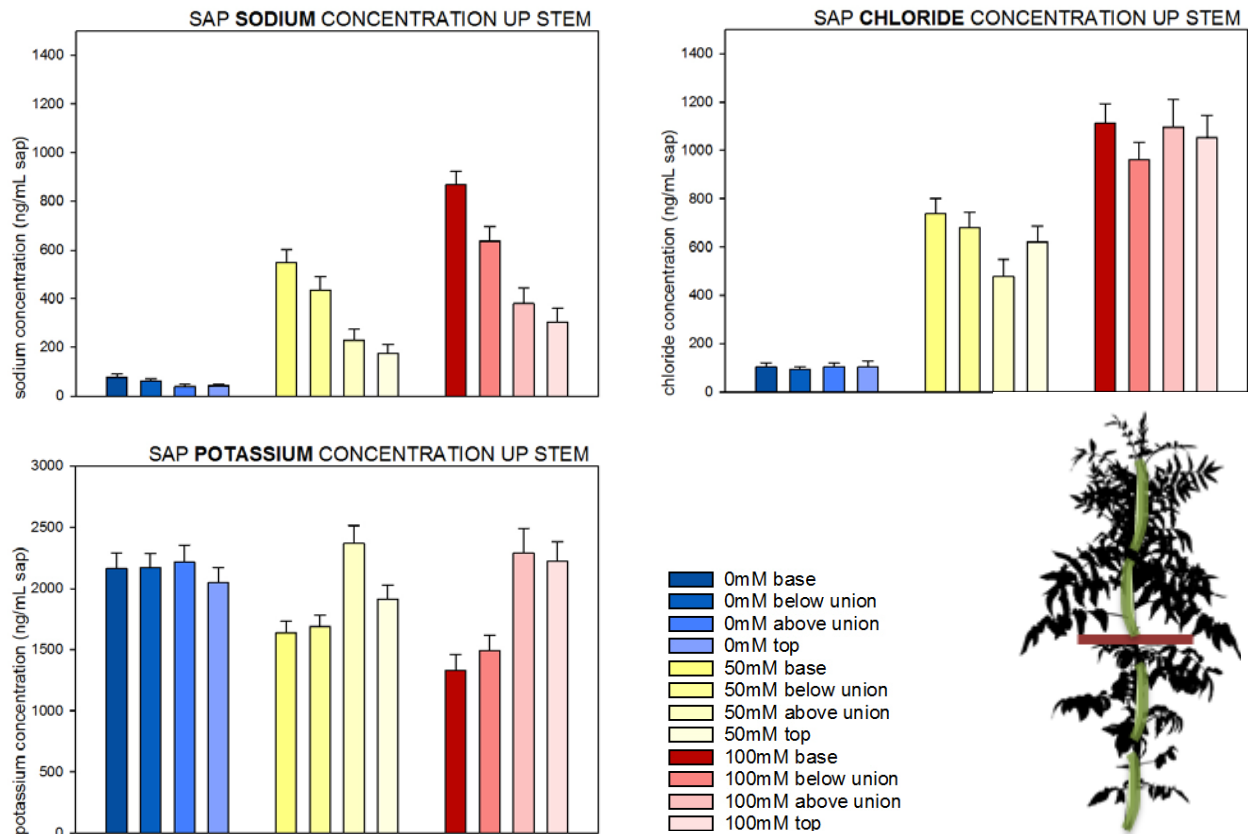 SAP SODIUM CONCENTRATION UP STEM
sodium concentration (ng/mL sap)
1400
1200
1000
800
600
400
200
0
SAP CHLORIDE CONCENTRATION UP STEM
chloride concentration (ng/mL sap)
1400
1200
1000
800
600
400
200
0
SAP POTASSIUM CONCENTRATION UP STEM
potassium concentration (ng/mL sap)
3000
2500
2000
1500
1000
500
0
0mM base
0mM below union
0mM above union
0mM top
50mM base
50mM below union
50mM above union
50mM top
100mM base
100mM below union
100mM above union
100mM top